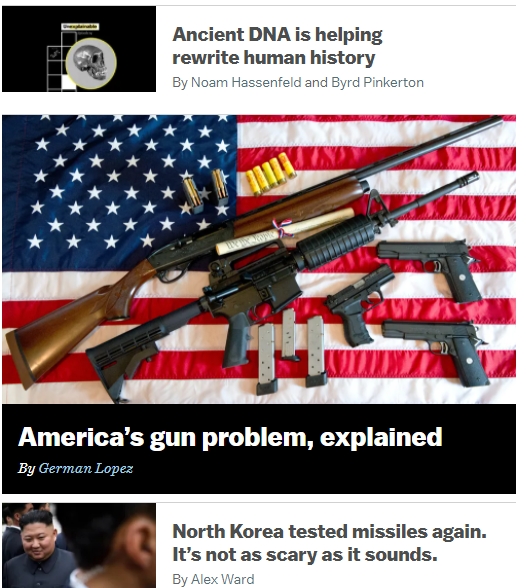 Unexplainable
Ancient DNA is helping
rewrite human history
By Noam Hassenfeld and Byrd Pinkerton
America's gun problem, explained
By German Lopez
North Korea tested missiles again.
It's not as scary as it sounds.
By Alex Ward